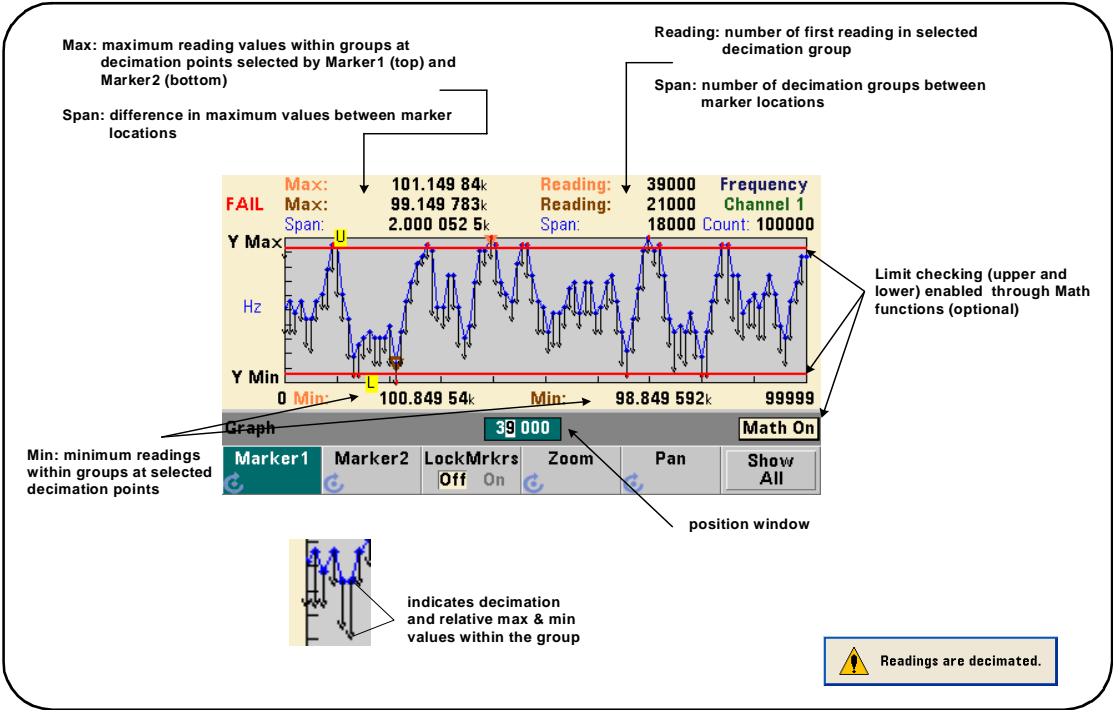 Max: maximum reading values within groups at
decimation points selected by Marker1 (top) and
Marker2 (bottom)
Span: difference in maximum values between marker
locations
Reading: number of first reading in selected
decimation group
Span: number of decimation groups between
marker locations
Max: 101.149 84k Reading: 39000 Frequency
FAIL Max: 99.149 783k Reading: 21000 Channel 1
Span: 2.000 052 5k Span: 18000 Count: 100000
Y Max
U
Hz
Y Min
L
0 Min: 100.849 54k Min: 98.849 592k 99999
Graph 39 000 Math On
Marker1 Marker2 LockMrkrs Zoom Pan Show
Off On All
Limit checking (upper and
lower) enabled through Math
functions (optional)
Min: minimum readings
within groups at selected
decimation points
position window
indicates decimation
and relative max & min
values within the group
Readings are decimated.